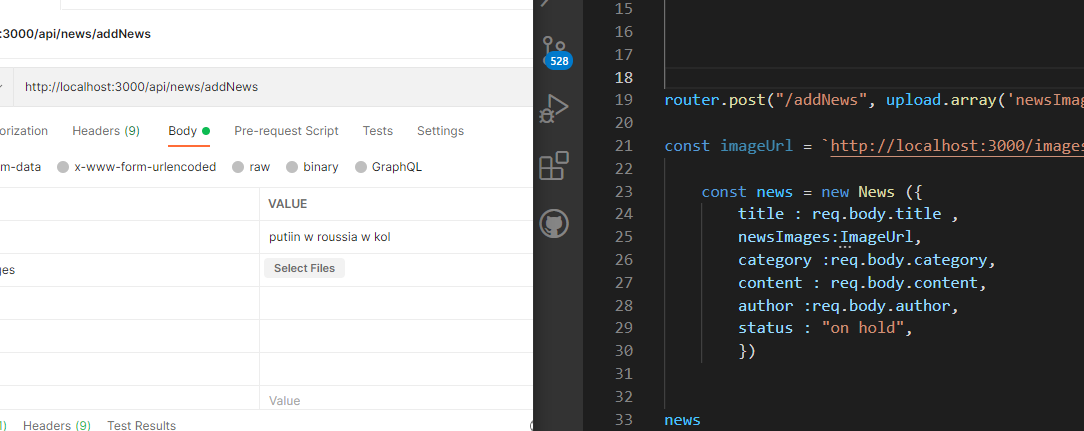 :3000/api/news/addNews
http://localhost:3000/api/news/addNews
orization Headers (9) Body Pre-request Script Tests Settings
m-data x-www-form-urlencoded raw binary GraphQL
VALUE
putiin w roussia w kol
ges Select Files
Value
1) Headers (9) Test Results
528
15
16
17
18
19 router.post("/addNews", upload.array('newsImag
20
21 const imageUrl = `http://localhost:3000/images
22
23 const news = new News ({
24 title : req.body.title ,
25 newsImages:ImageUrl,
26 category :req.body.category,
27 content : req.body.content,
28 author :req.body.author,
29 status : "on hold",
30 })
31
32
33 news